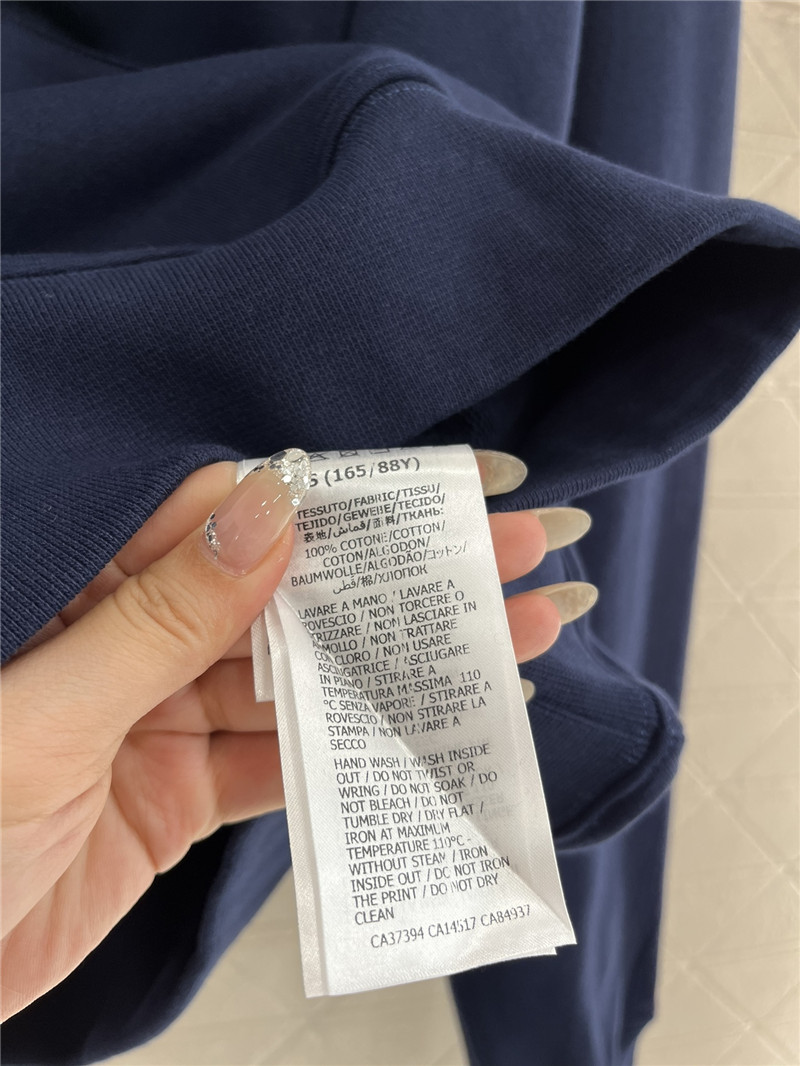 S (165/88Y)
TESSUTO/FABRIC/TISSU/
TEJIDO/GEWEBE/TECIDO/
表地/قماش/面料/ТКАНЬ:
100% COTONE/COTTON/
COTON/ALGODON/
BAUMWOLLE/ALGODÃO/コットン/
قطن/棉/ХЛОПОК
LAVARE A MANO / LAVARE A
ROVESCIO / NON TORCERE O
STRIZZARE / NON LASCIARE IN
AMMOLLO / NON TRATTARE
CON CLORO / NON USARE
ASCIUGATRICE / ASCIUGARE
IN PIANO / STIRARE A
TEMPERATURA MASSIMA 110
°C SENZA VAPORE / STIRARE A
ROVESCIO / NON STIRARE LA
STAMPA / NON LAVARE A
SECCO
HAND WASH / WASH INSIDE
OUT / DO NOT TWIST OR
WRING / DO NOT SOAK / DO
NOT BLEACH / DO NOT
TUMBLE DRY / DRY FLAT /
IRON AT MAXIMUM
TEMPERATURE 110°C -
WITHOUT STEAM / IRON
INSIDE OUT / DO NOT IRON
THE PRINT / DO NOT DRY
CLEAN
CA37394 CA14517 CA84937